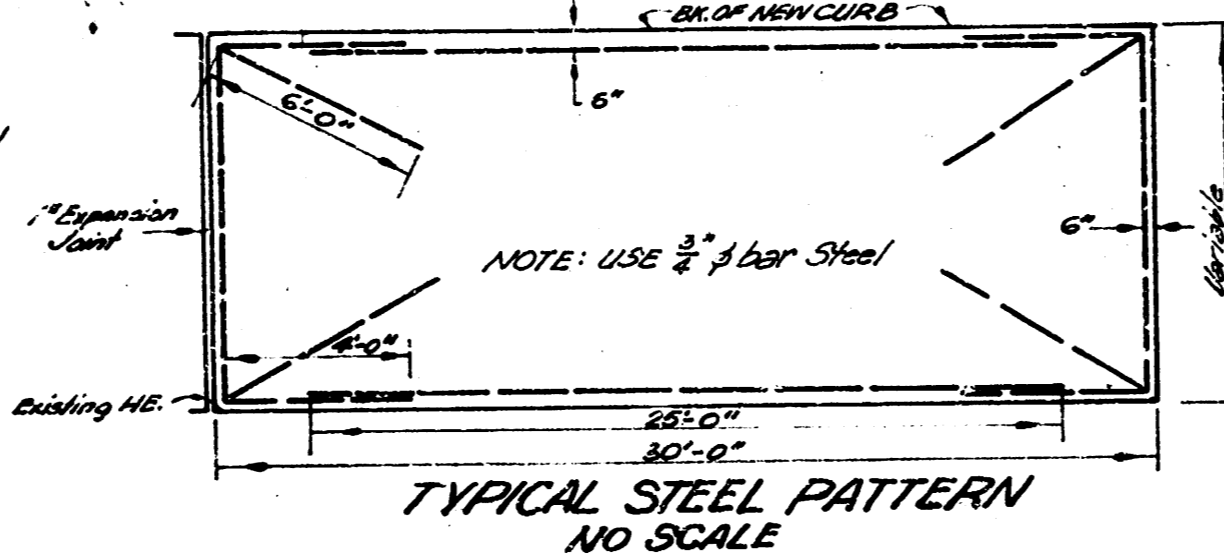 BK. OF NEW CURB
6"
6'-0"
1" Expansion
Joint
6"
Variable
NOTE: USE 3/4" ϕ bar Steel
4'-0"
Existing HE.
25'-0"
30'-0"
TYPICAL STEEL PATTERN
NO SCALE